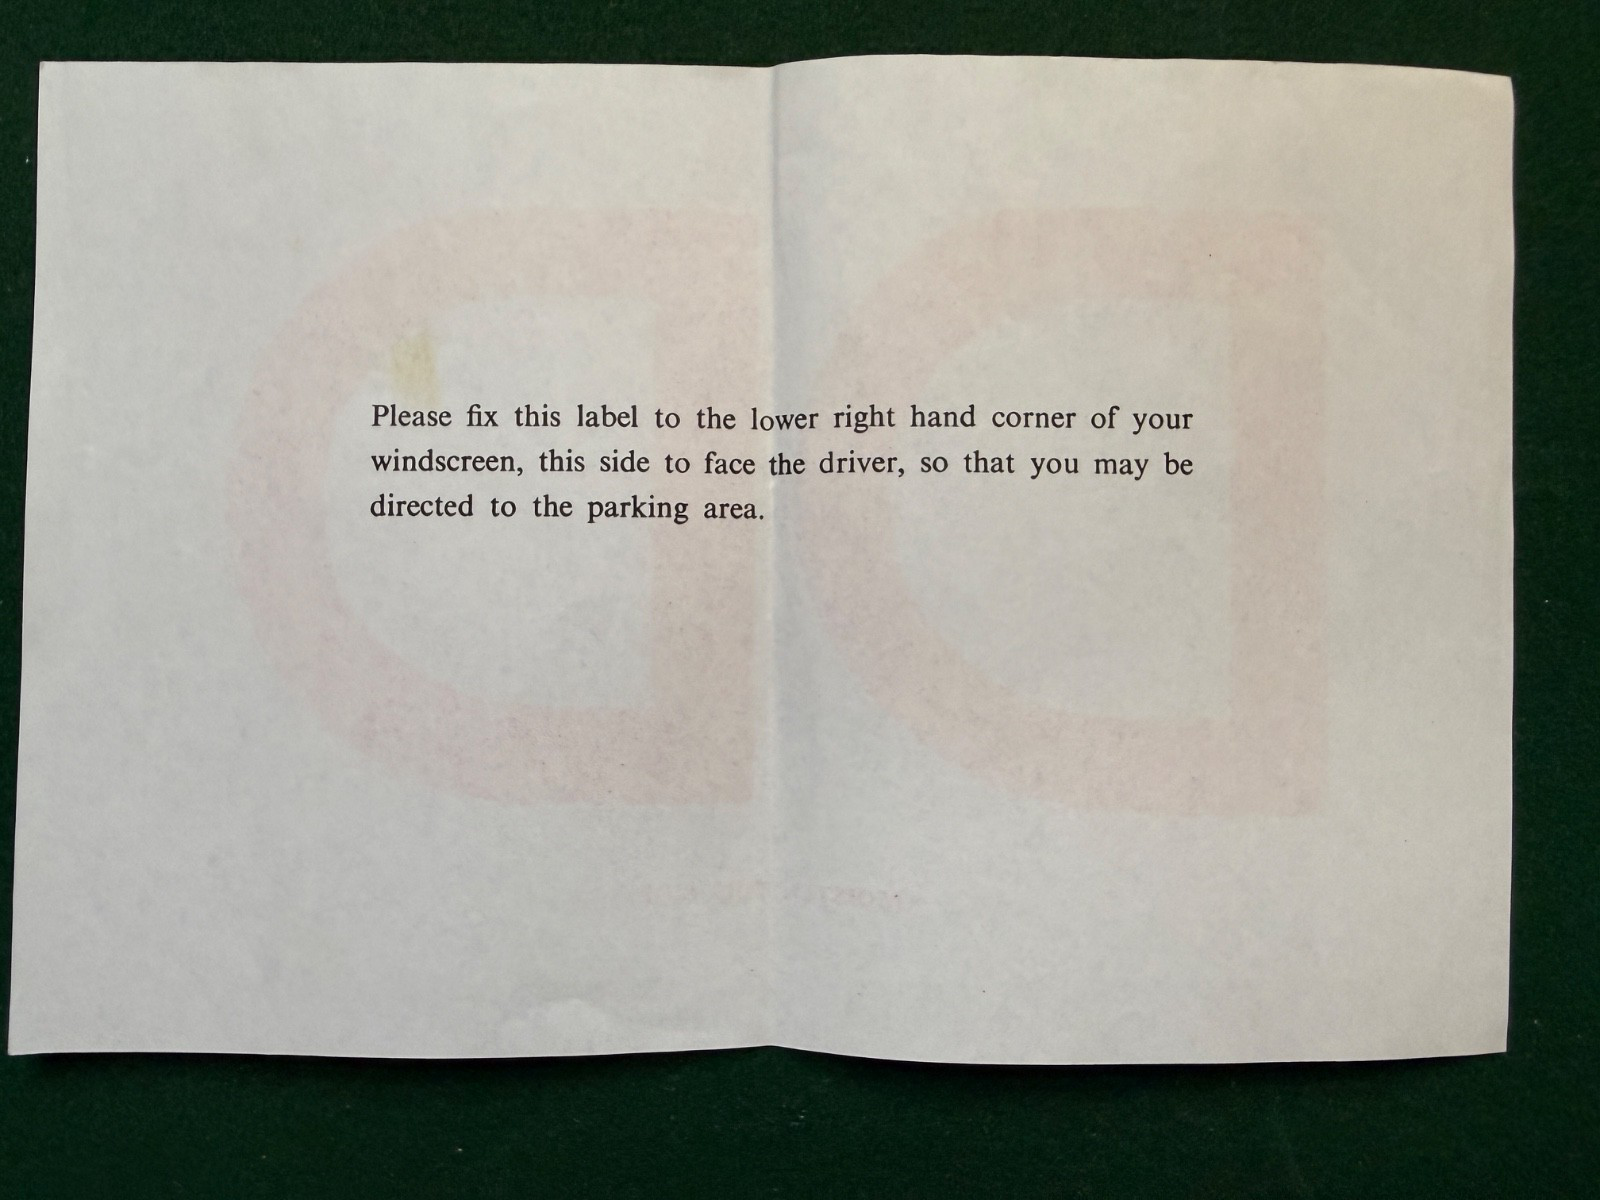 Please fix this label to the lower right hand corner of your
windscreen, this side to face the driver, so that you may be
directed to the parking area.
DD